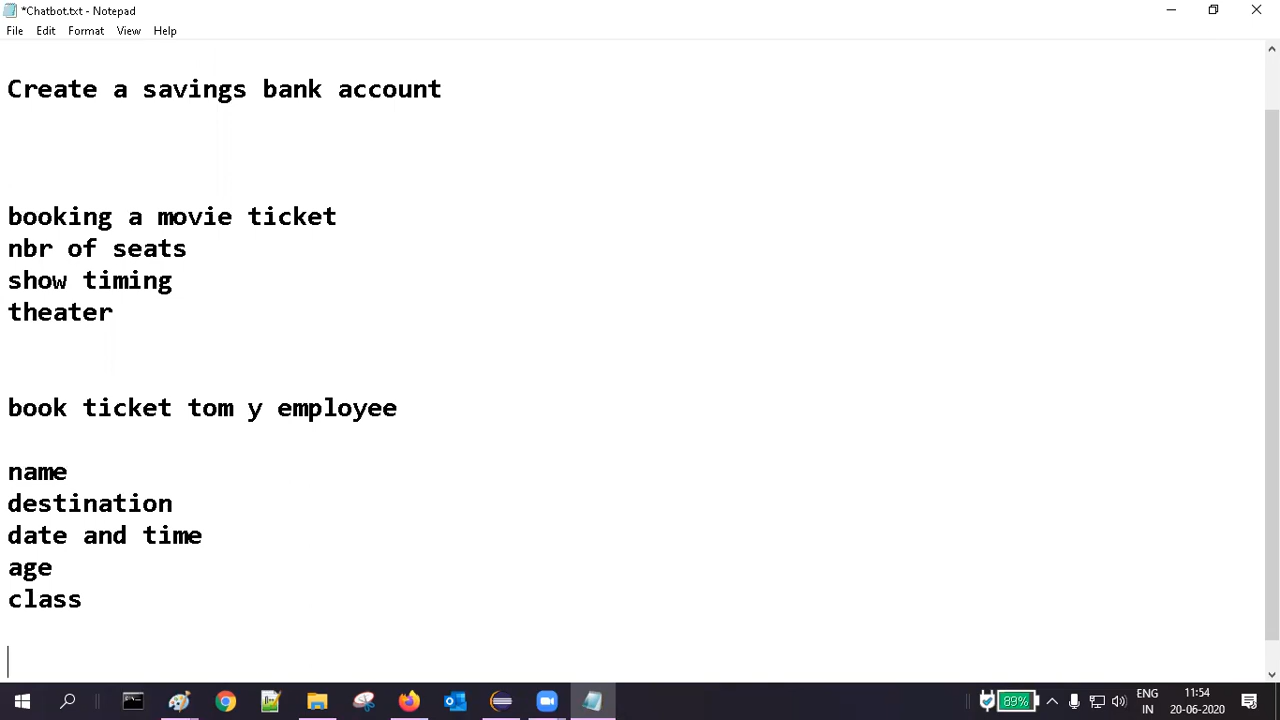 *Chatbot.txt - Notepad
File Edit Format View Help
Create a savings bank account
booking a movie ticket
nbr of seats
show timing
theater
book ticket tom y employee
name
destination
date and time
age
class
89%
ENG
IN
11:54
20-06-2020